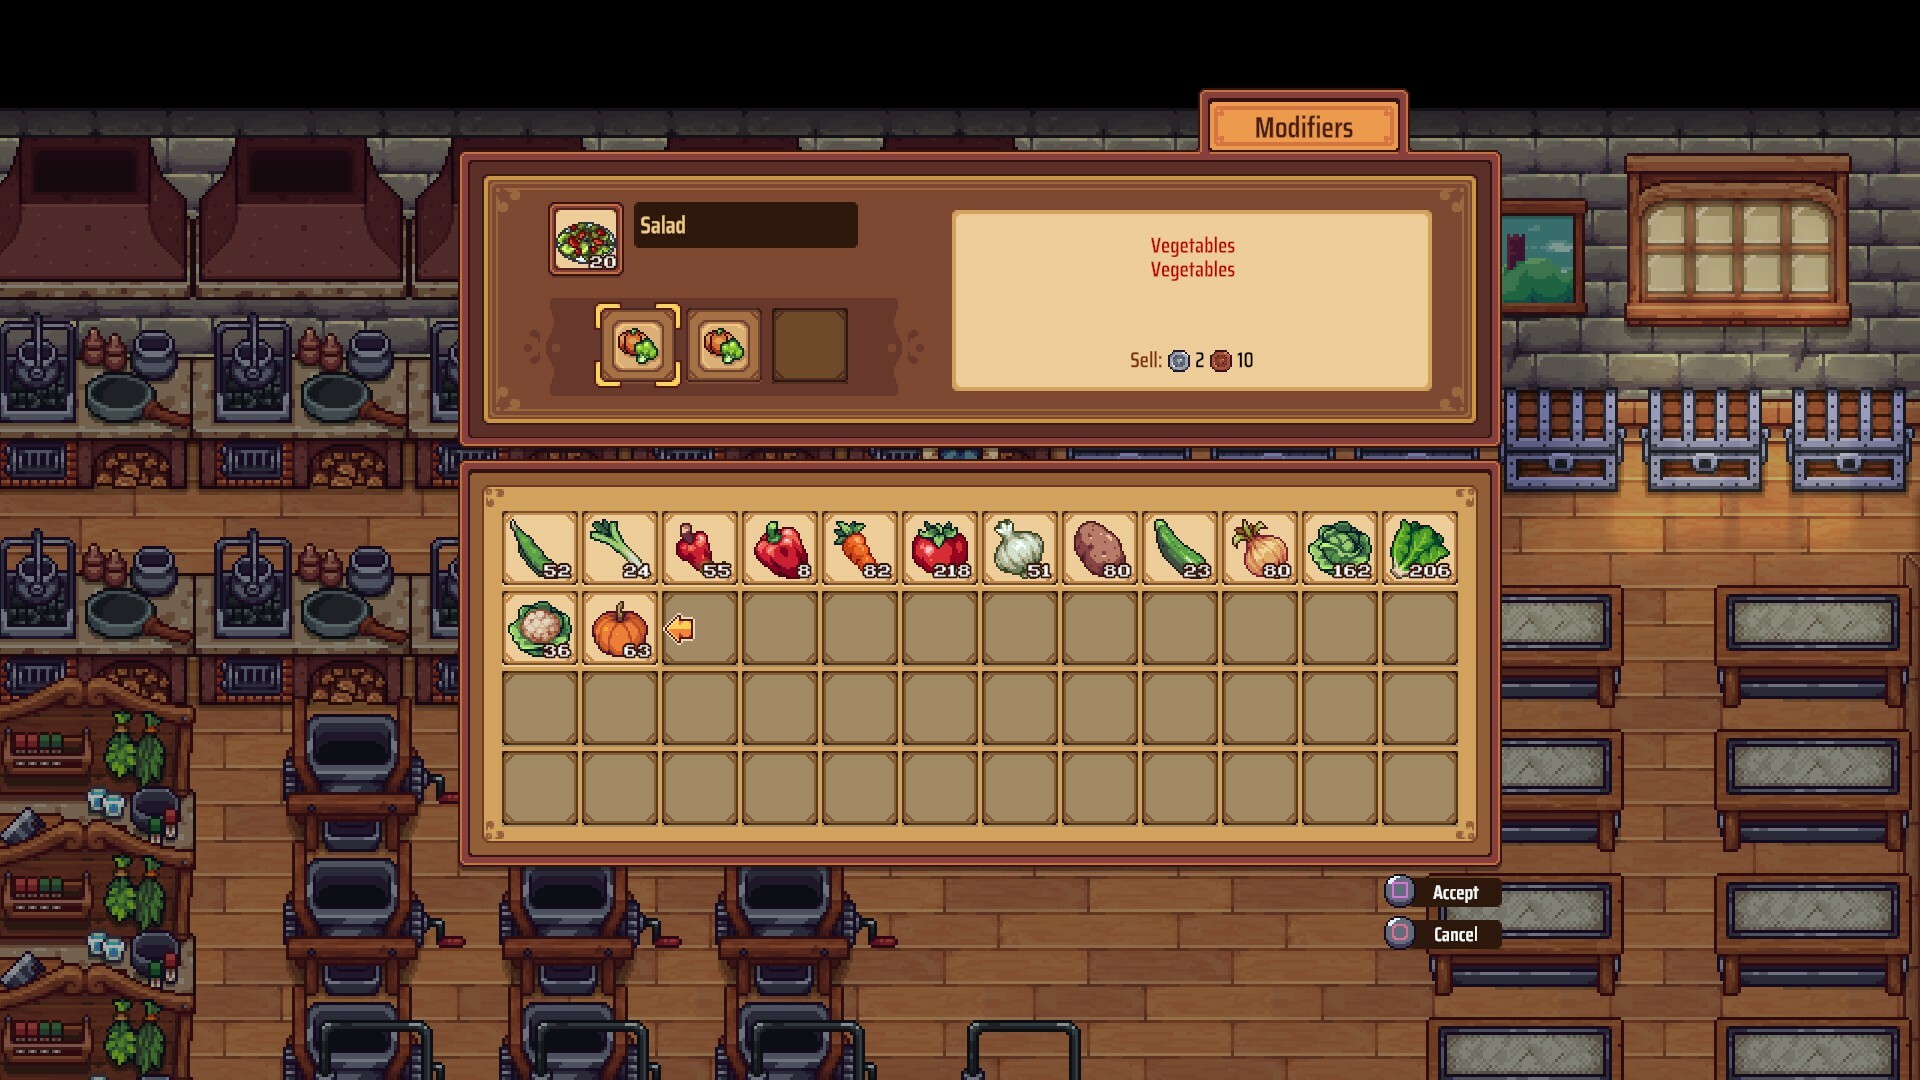 Modifiers
Salad
20
Vegetables
Vegetables
Sell: 2 10
52 24 55 8 82 218 51 80 23 80 162 206
36 63
Accept
Cancel